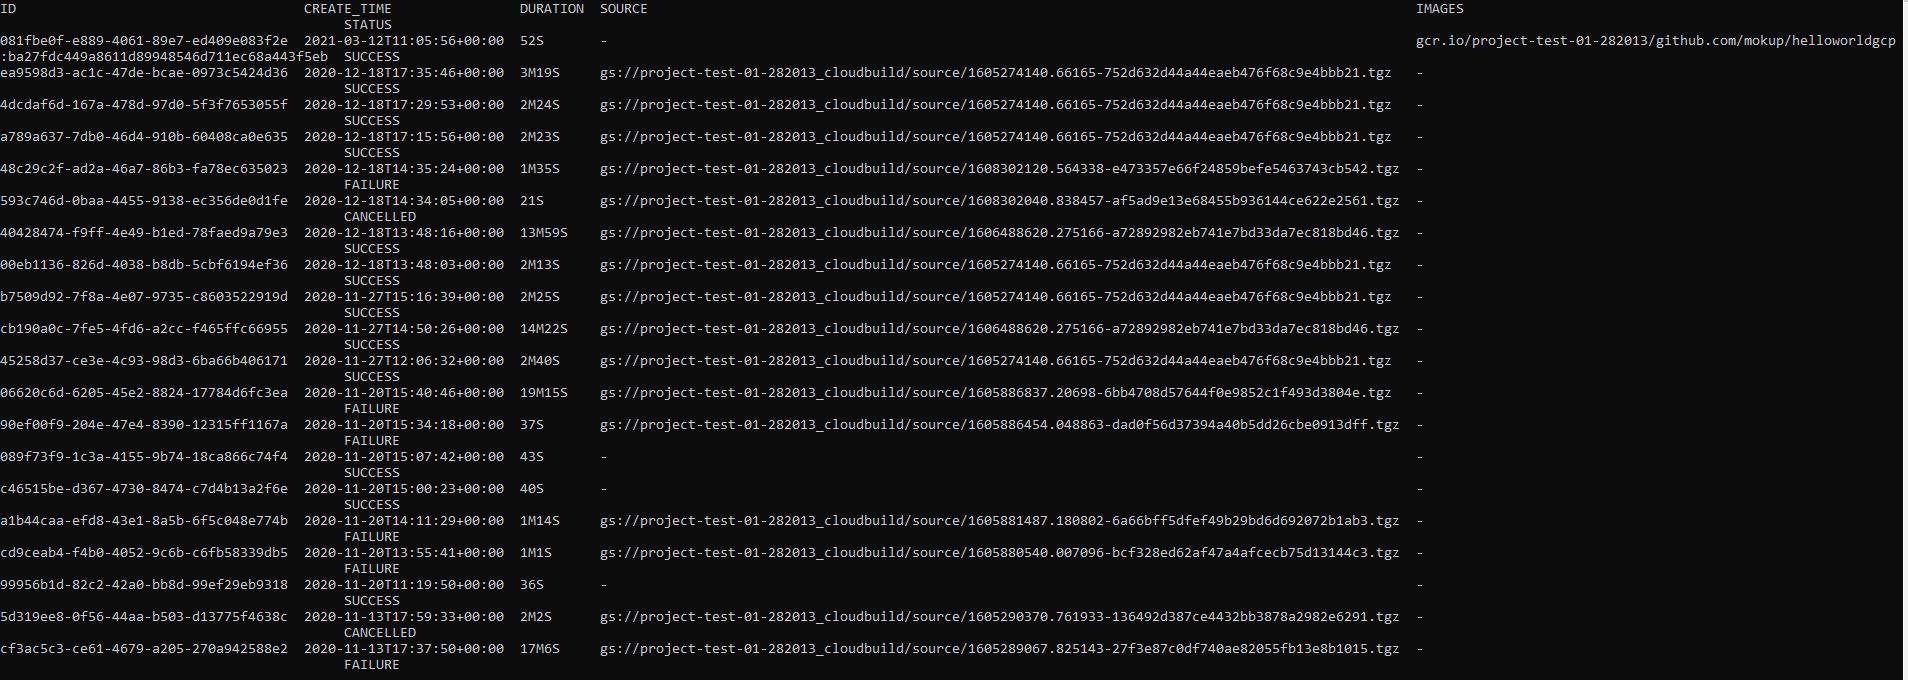 ID CREATE_TIME DURATION SOURCE IMAGES
STATUS
081fbe0f-e889-4061-89e7-ed409e083f2e 2021-03-12T11:05:56+00:00 52S - gcr.io/project-test-01-282013/github.com/mokup/helloworldgcp
:ba27fdc449a8611d89948546d711ec68a443f5eb SUCCESS
ea9598d3-ac1c-47de-bcae-0973c5424d36 2020-12-18T17:35:46+00:00 3M19S gs://project-test-01-282013_cloudbuild/source/1605274140.66165-752d632d44a44eaeb476f68c9e4bbb21.tgz -
SUCCESS
4dcdaf6d-167a-478d-97d0-5f3f7653055f 2020-12-18T17:29:53+00:00 2M24S gs://project-test-01-282013_cloudbuild/source/1605274140.66165-752d632d44a44eaeb476f68c9e4bbb21.tgz -
SUCCESS
a789a637-7db0-46d4-910b-60408ca0e635 2020-12-18T17:15:56+00:00 2M23S gs://project-test-01-282013_cloudbuild/source/1605274140.66165-752d632d44a44eaeb476f68c9e4bbb21.tgz -
SUCCESS
48c29c2f-ad2a-46a7-86b3-fa78ec635023 2020-12-18T14:35:24+00:00 1M35S gs://project-test-01-282013_cloudbuild/source/1608302120.564338-e473357e66f24859befe5463743cb542.tgz -
FAILURE
593c746d-0baa-4455-9138-ec356de0d1fe 2020-12-18T14:34:05+00:00 21S gs://project-test-01-282013_cloudbuild/source/1608302040.838457-af5ad9e13e68455b936144ce622e2561.tgz -
CANCELLED
40428474-f9ff-4e49-b1ed-78faed9a79e3 2020-12-18T13:48:16+00:00 13M59S gs://project-test-01-282013_cloudbuild/source/1606488620.275166-a72892982eb741e7bd33da7ec818bd46.tgz -
SUCCESS
00eb1136-826d-4038-b8db-5cbf6194ef36 2020-12-18T13:48:03+00:00 2M13S gs://project-test-01-282013_cloudbuild/source/1605274140.66165-752d632d44a44eaeb476f68c9e4bbb21.tgz -
SUCCESS
b7509d92-7f8a-4e07-9735-c8603522919d 2020-11-27T15:16:39+00:00 2M25S gs://project-test-01-282013_cloudbuild/source/1605274140.66165-752d632d44a44eaeb476f68c9e4bbb21.tgz -
SUCCESS
cb190a0c-7fe5-4fd6-a2cc-f465ffc66955 2020-11-27T14:50:26+00:00 14M22S gs://project-test-01-282013_cloudbuild/source/1606488620.275166-a72892982eb741e7bd33da7ec818bd46.tgz -
SUCCESS
45258d37-ce3e-4c93-98d3-6ba66b406171 2020-11-27T12:06:32+00:00 2M40S gs://project-test-01-282013_cloudbuild/source/1605274140.66165-752d632d44a44eaeb476f68c9e4bbb21.tgz -
SUCCESS
06620c6d-6205-45e2-8824-17784d6fc3ea 2020-11-20T15:40:46+00:00 19M15S gs://project-test-01-282013_cloudbuild/source/1605886837.20698-6bb4708d57644f0e9852c1f493d3804e.tgz -
FAILURE
90ef00f9-204e-47e4-8390-12315ff1167a 2020-11-20T15:34:18+00:00 37S gs://project-test-01-282013_cloudbuild/source/1605886454.048863-dad0f56d37394a40b5dd26cbe0913dff.tgz -
FAILURE
089f73f9-1c3a-4155-9b74-18ca866c74f4 2020-11-20T15:07:42+00:00 43S - -
SUCCESS
c46515be-d367-4730-8474-c7d4b13a2f6e 2020-11-20T15:00:23+00:00 40S - -
SUCCESS
a1b44caa-efd8-43e1-8a5b-6f5c048e774b 2020-11-20T14:11:29+00:00 1M14S gs://project-test-01-282013_cloudbuild/source/1605881487.180802-6a66bff5dfef49b29bd6d692072b1ab3.tgz -
FAILURE
cd9ceab4-f4b0-4052-9c6b-c6fb58339db5 2020-11-20T13:55:41+00:00 1M1S gs://project-test-01-282013_cloudbuild/source/1605880540.007096-bcf328ed62af47a4afcecb75d13144c3.tgz -
FAILURE
99956b1d-82c2-42a0-bb8d-99ef29eb9318 2020-11-20T11:19:50+00:00 36S - -
SUCCESS
5d319ee8-0f56-44aa-b503-d13775f4638c 2020-11-13T17:59:33+00:00 2M2S gs://project-test-01-282013_cloudbuild/source/1605290370.761933-136492d387ce4432bb3878a2982e6291.tgz -
CANCELLED
cf3ac5c3-ce61-4679-a205-270a942588e2 2020-11-13T17:37:50+00:00 17M6S gs://project-test-01-282013_cloudbuild/source/1605289067.825143-27f3e87c0df740ae82055fb13e8b1015.tgz -
FAILURE